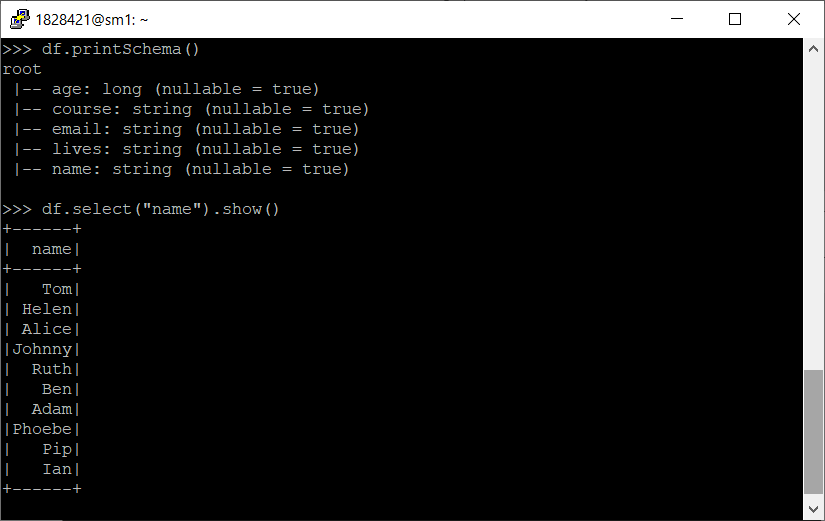 1828421@sm1: ~
>>> df.printSchema()
root
 |-- age: long (nullable = true)
 |-- course: string (nullable = true)
 |-- email: string (nullable = true)
 |-- lives: string (nullable = true)
 |-- name: string (nullable = true)
>>> df.select("name").show()
+------+
|  name|
+------+
|   Tom|
| Helen|
| Alice|
|Johnny|
|  Ruth|
|   Ben|
|  Adam|
|Phoebe|
|   Pip|
|   Ian|
+------+